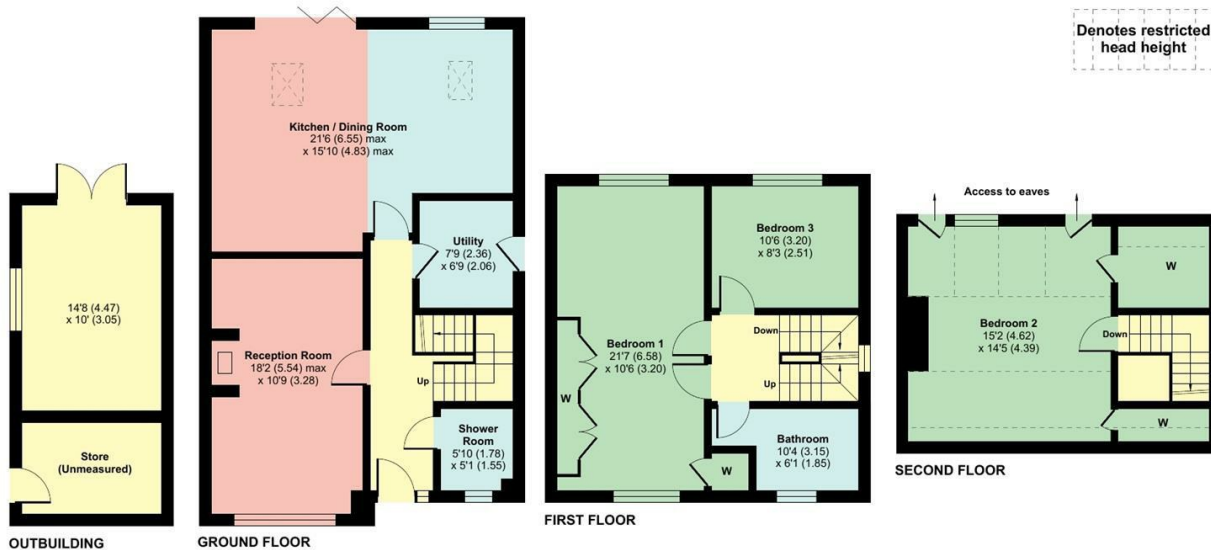 Denotes restricted
head height
14'8 (4.47)
x 10' (3.05)
Store
(Unmeasured)
OUTBUILDING
Kitchen / Dining Room
21'6 (6.55) max
x 15'10 (4.83) max
Utility
7'9 (2.36)
x 6'9 (2.06)
Reception Room
18'2 (5.54) max
x 10'9 (3.28)
Up
Shower
Room
5'10 (1.78)
x 5'1 (1.55)
GROUND FLOOR
Bedroom 3
10'6 (3.20)
x 8'3 (2.51)
Bedroom 1
21'7 (6.58)
x 10'6 (3.20)
Down
Up
W
Bathroom
10'4 (3.15)
x 6'1 (1.85)
W
FIRST FLOOR
Access to eaves
W
Bedroom 2
15'2 (4.62)
x 14'5 (4.39)
Down
W
SECOND FLOOR